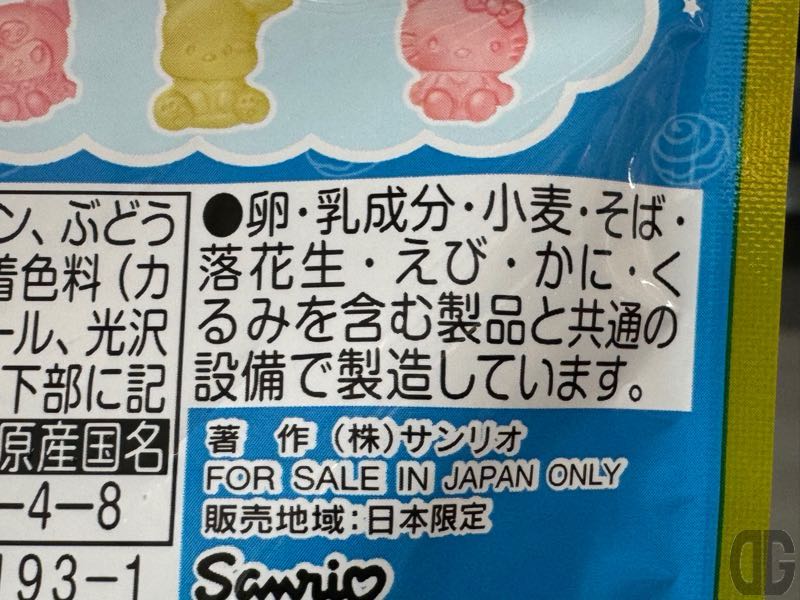 ン、ぶどう
着色料（カ
ール、光沢
下部に記
原産国名
-4-8
193-1
●卵・乳成分・小麦・そば・
落花生・えび・かに・く
るみを含む製品と共通の
設備で製造しています。
著 作 (株)サンリオ
FOR SALE IN JAPAN ONLY
販売地域:日本限定
Sanrio
DG